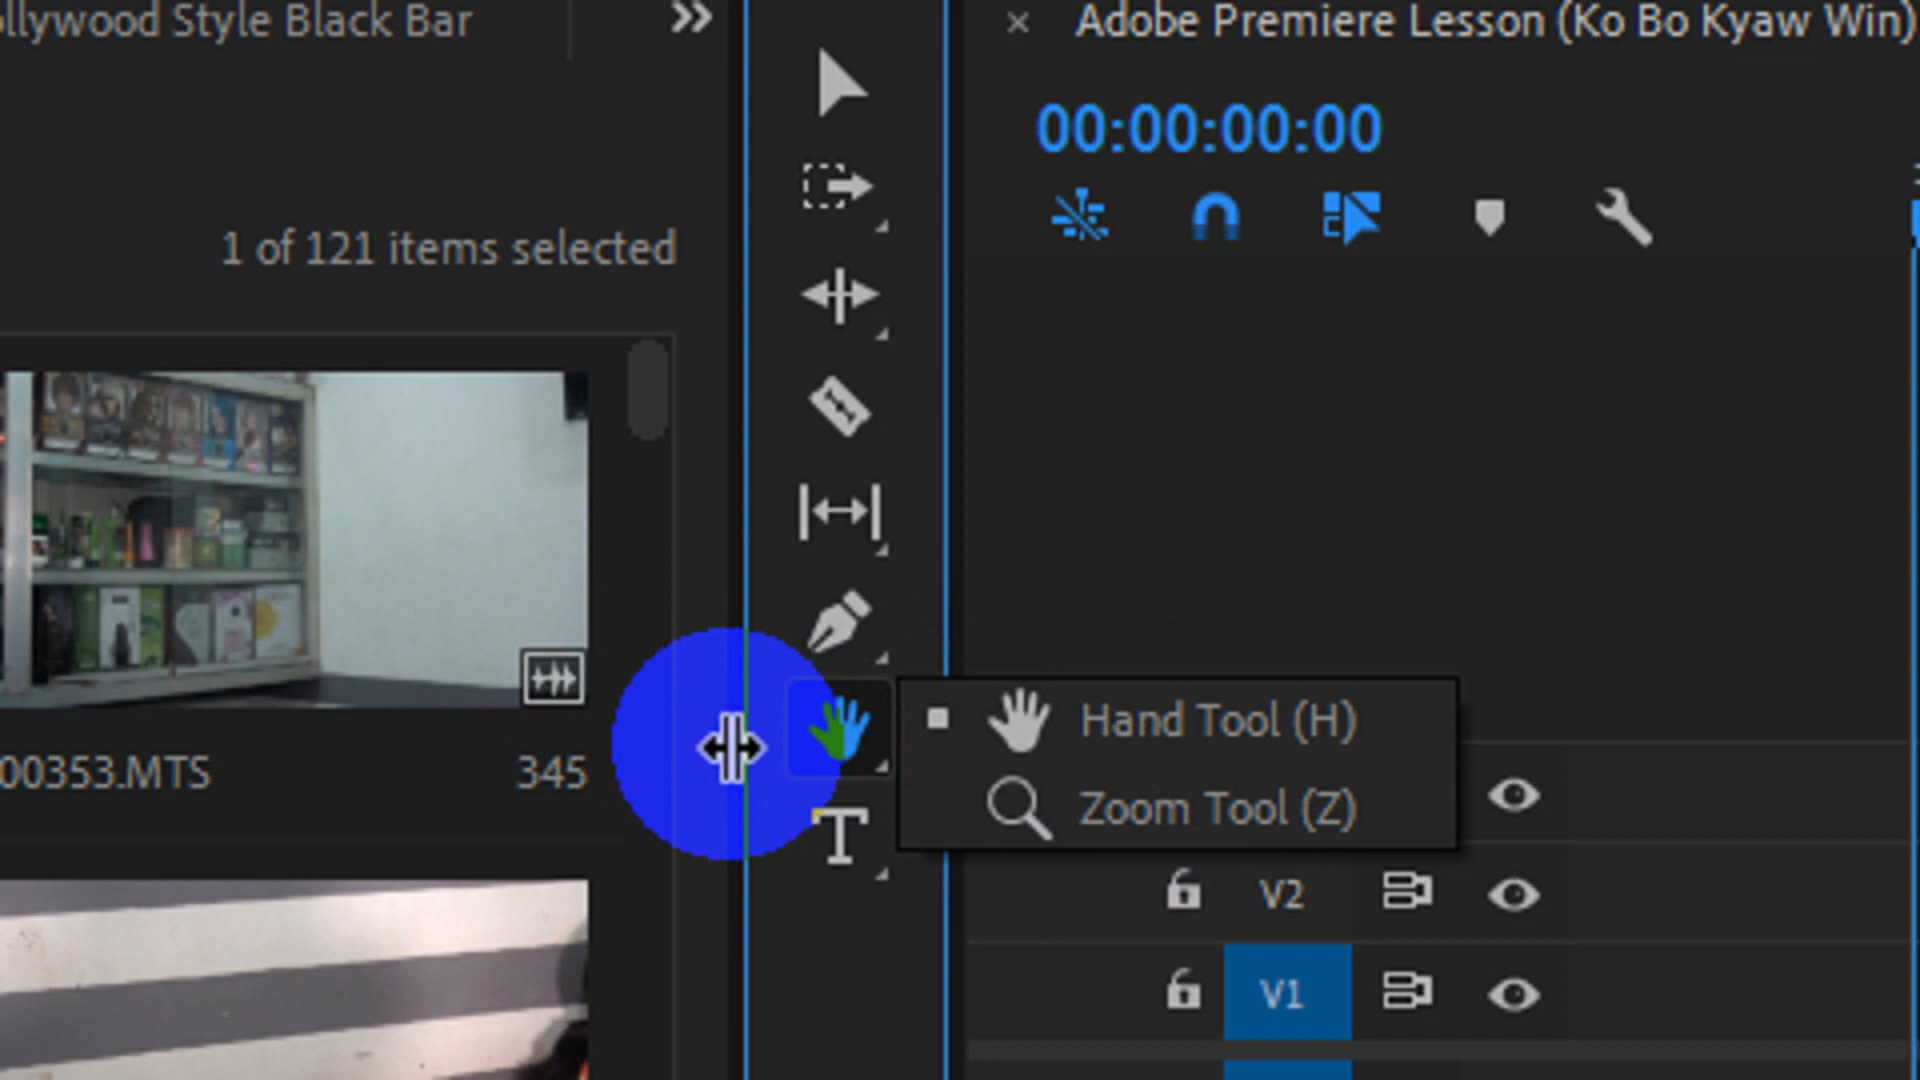 llywood Style Black Bar
Adobe Premiere Lesson (Ko Bo Kyaw Win)
00:00:00:00
1 of 121 items selected
00353.MTS 345
Hand Tool (H)
Zoom Tool (Z)
V2
V1